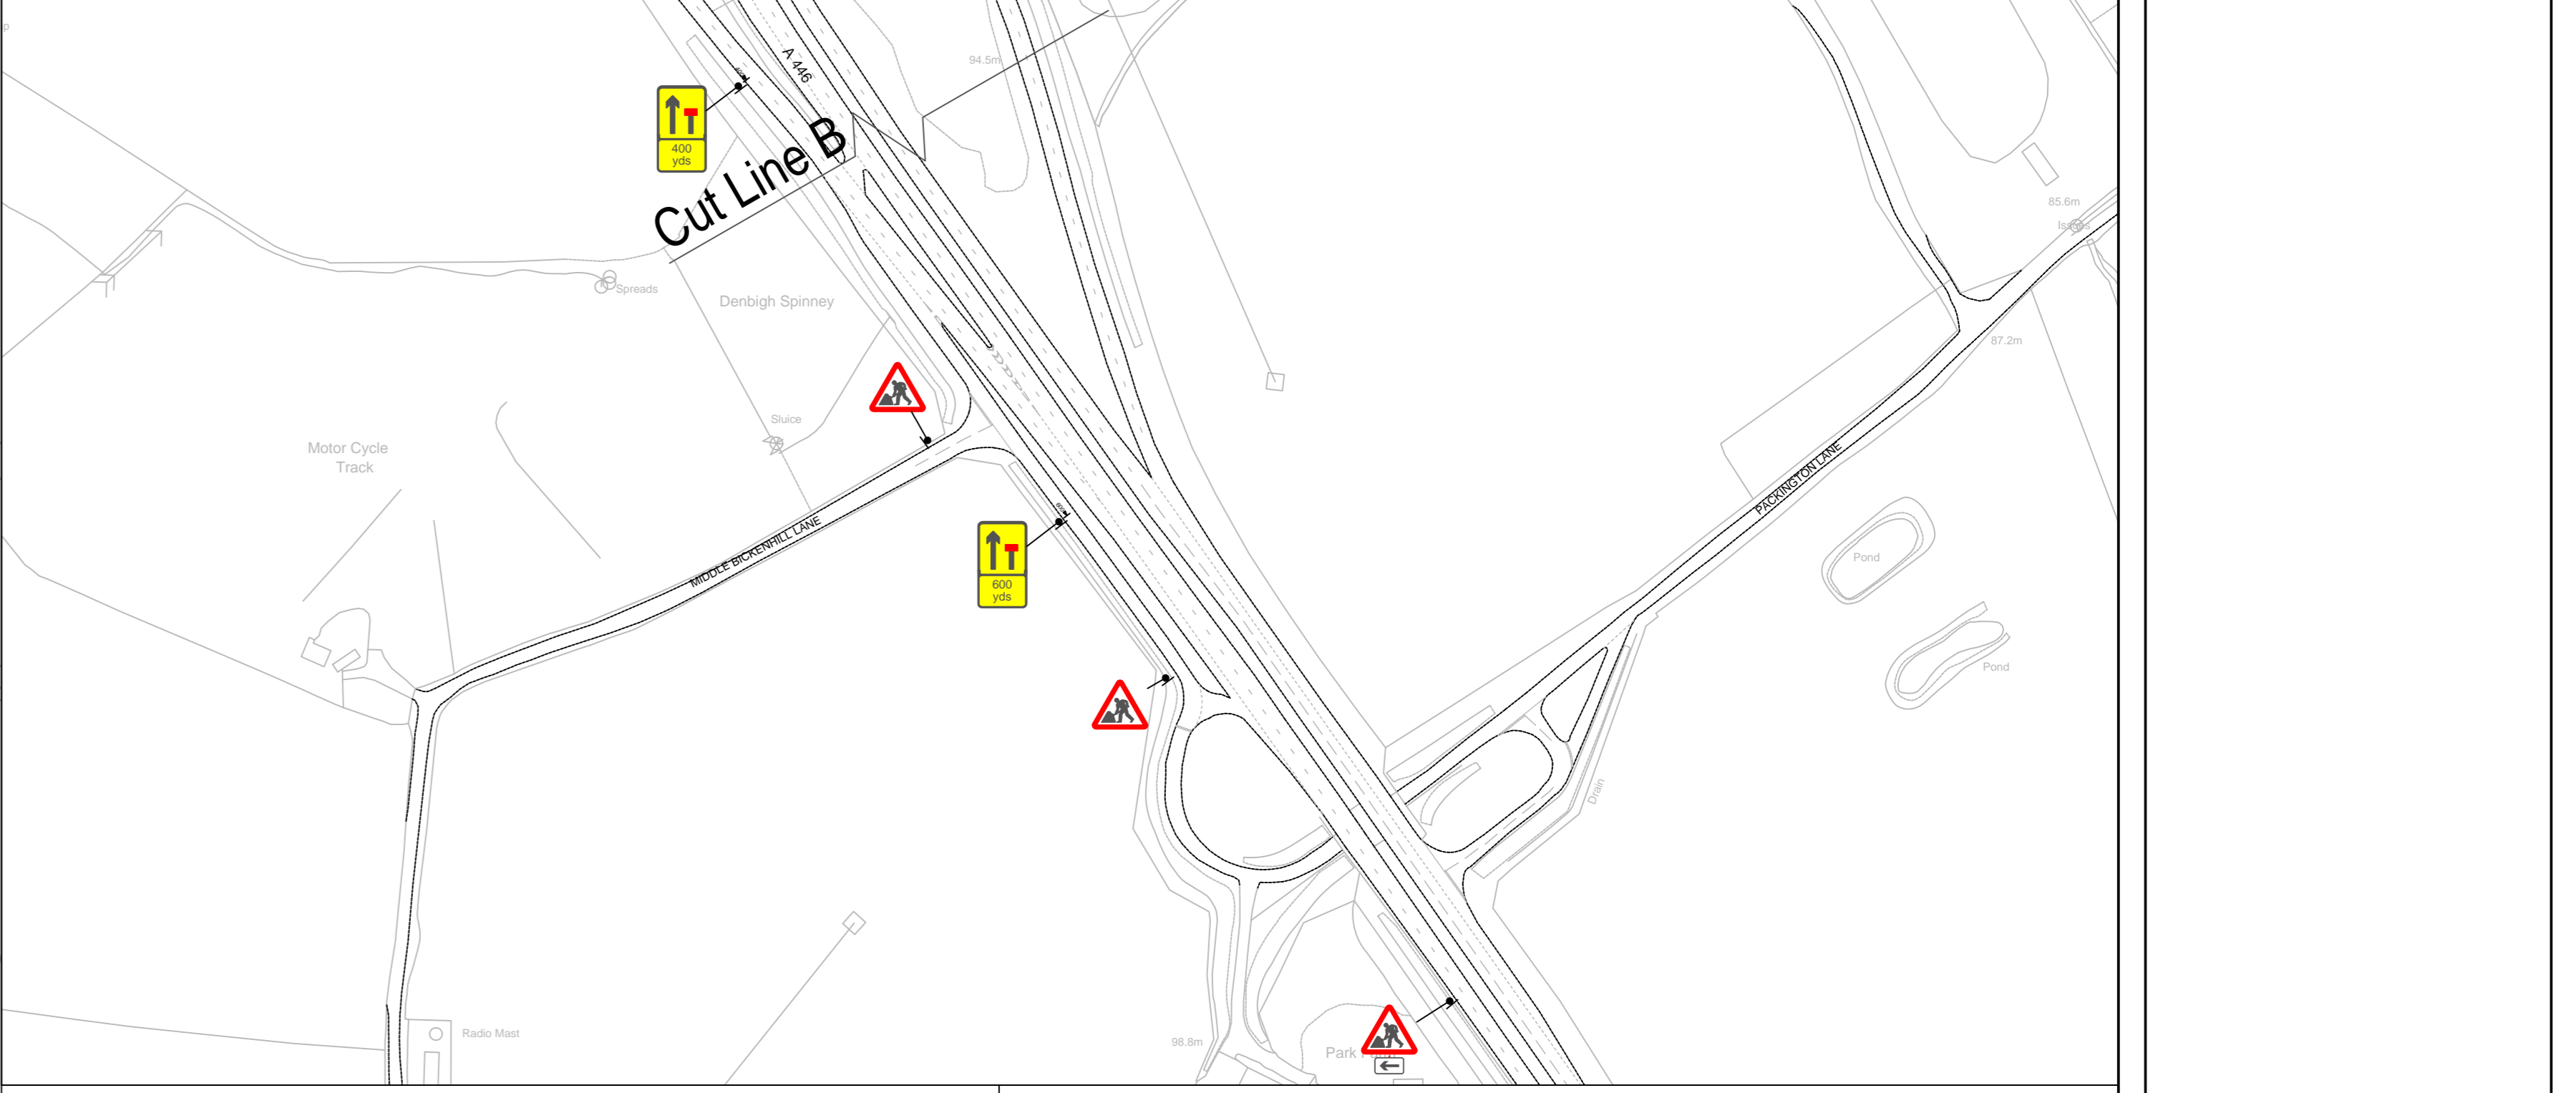 p
A 446
94.5m
400
yds
Cut Line B
85.6m
Issues
Spreads
Denbigh Spinney
87.2m
Sluice
Motor Cycle
Track
PACKINGTON LANE
MIDDLE BICKENHILL LANE
600
yds
Pond
Pond
Drain
Radio Mast
98.8m
Park